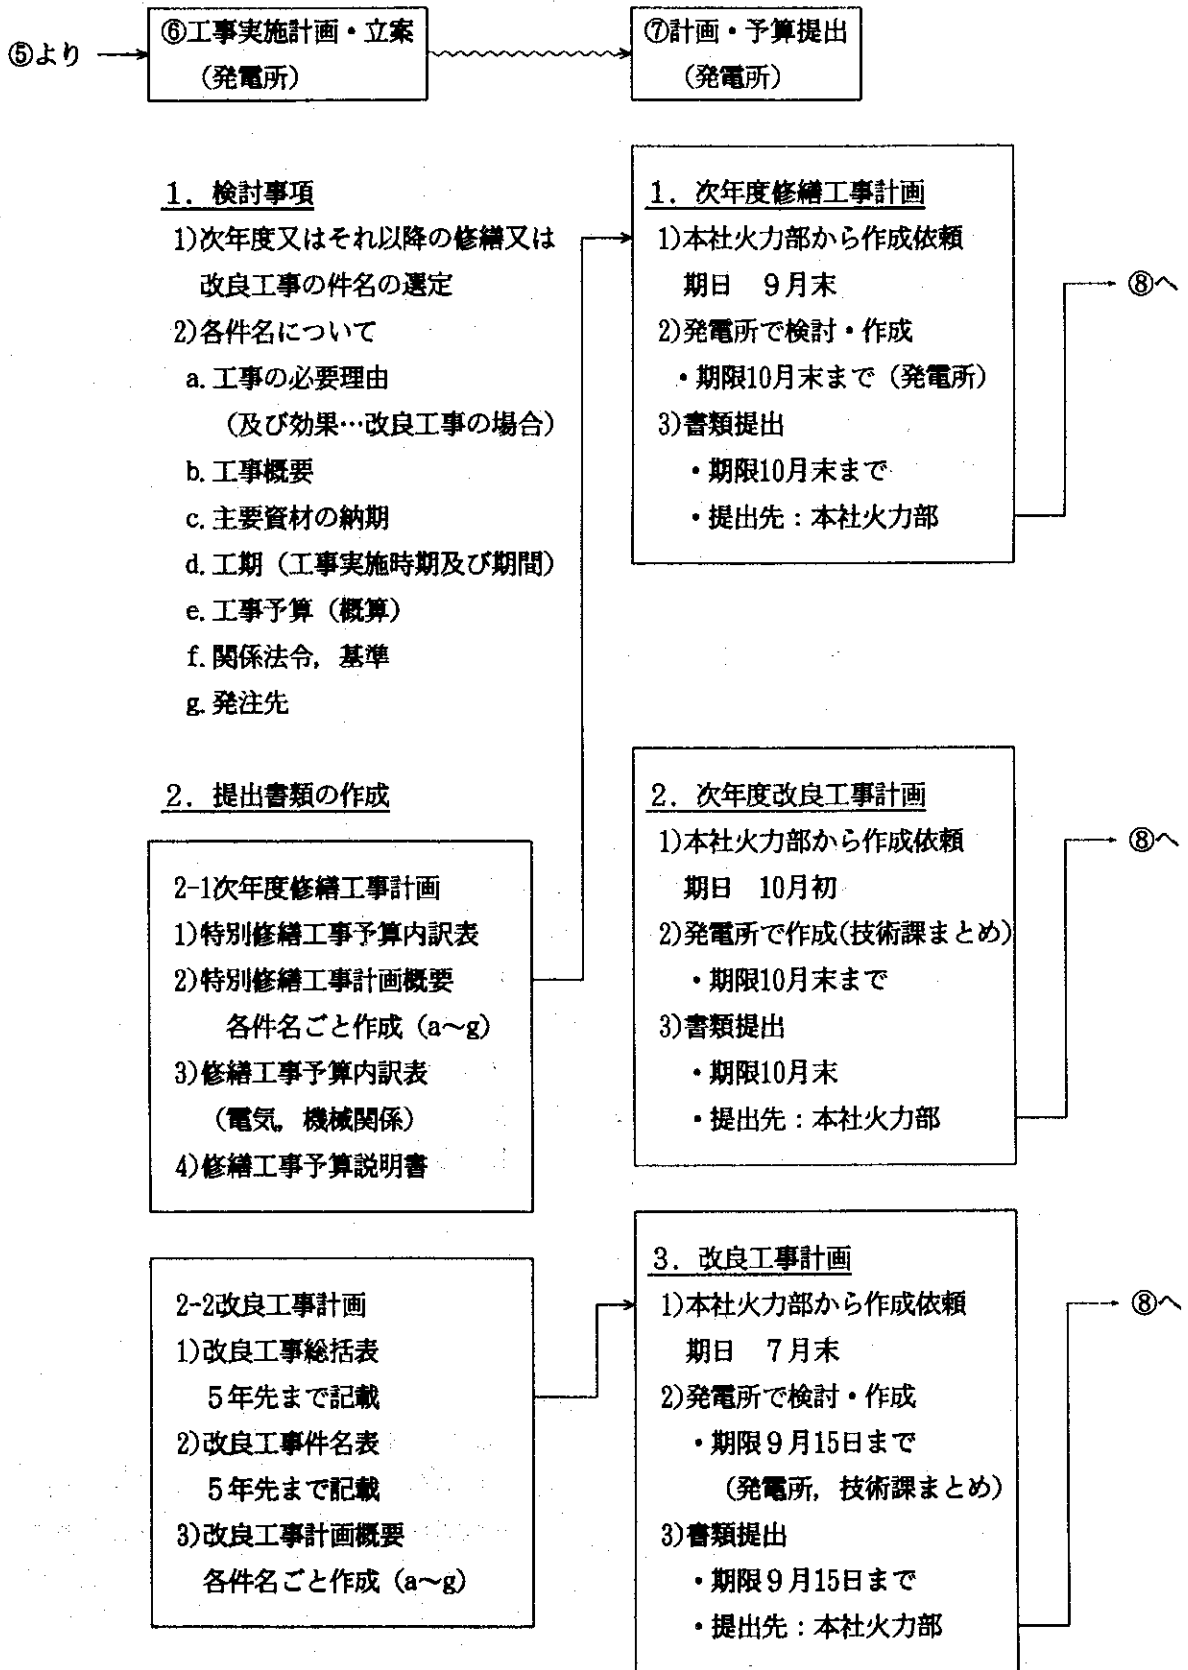 ⑤より
⑥工事実施計画・立案
(発電所)
⑦計画・予算提出
(発電所)
1. 検討事項
1)次年度又はそれ以降の修繕又は
改良工事の件名の選定
2)各件名について
a.工事の必要理由
(及び効果…改良工事の場合)
b.工事概要
c.主要資材の納期
d.工期(工事実施時期及び期間)
e.工事予算(概算)
f.関係法令,基準
g.発注先
2. 提出書類の作成
2-1次年度修繕工事計画
1)特別修繕工事予算内訳表
2)特別修繕工事計画概要
各件名ごと作成(a~g)
3)修繕工事予算内訳表
(電気,機械関係)
4)修繕工事予算説明書
2-2改良工事計画
1)改良工事総括表
5年先まで記載
2)改良工事件名表
5年先まで記載
3)改良工事計画概要
各件名ごと作成(a~g)
1. 次年度修繕工事計画
1)本社火力部から作成依頼
期日 9月末
2)発電所で検討・作成
・期限10月末まで(発電所)
3)書類提出
・期限10月末まで
・提出先:本社火力部
⑧へ
2. 次年度改良工事計画
1)本社火力部から作成依頼
期日 10月初
2)発電所で作成(技術課まとめ)
・期限10月末まで
3)書類提出
・期限10月末
・提出先:本社火力部
⑧へ
3. 改良工事計画
1)本社火力部から作成依頼
期日 7月末
2)発電所で検討・作成
・期限9月15日まで
(発電所,技術課まとめ)
3)書類提出
・期限9月15日まで
・提出先:本社火力部
⑧へ